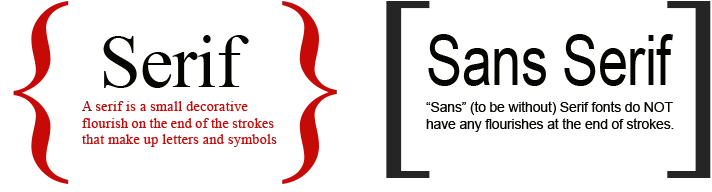 Serif
A serif is a small decorative
flourish on the end of the strokes
that make up letters and symbols
Sans Serif
“Sans” (to be without) Serif fonts do NOT
have any flourishes at the end of strokes.